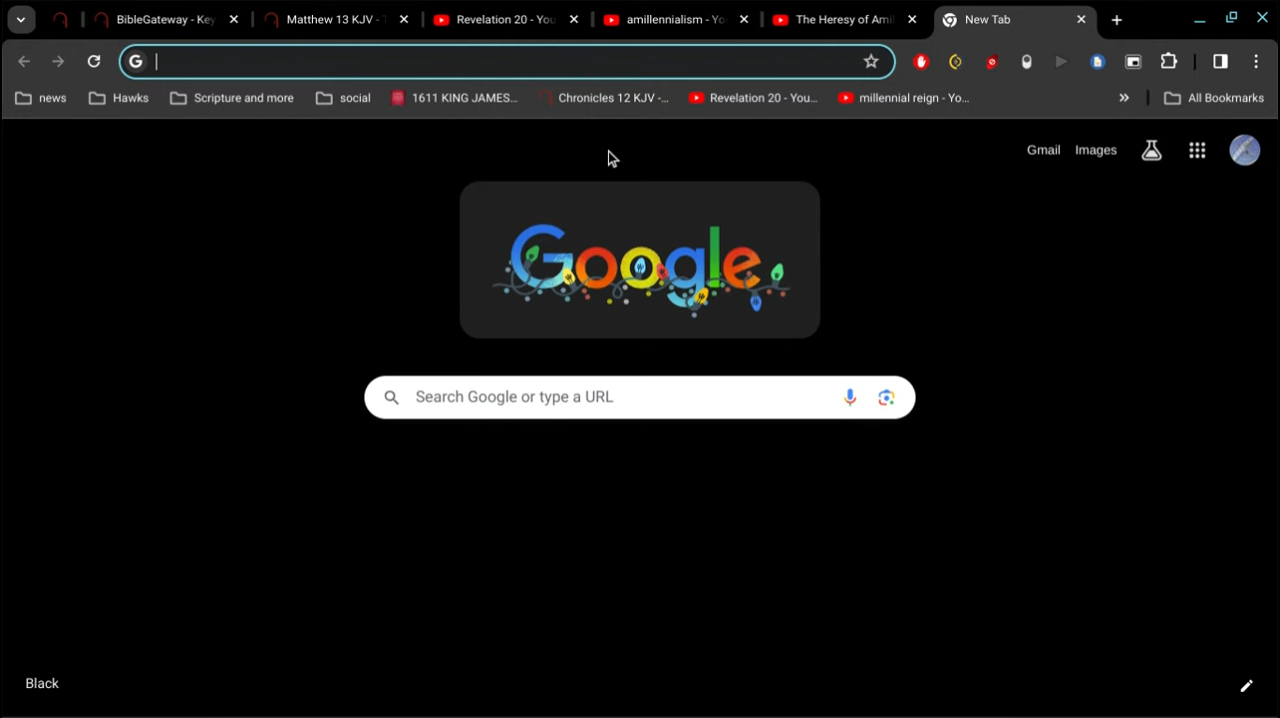 BibleGateway - Key
Matthew 13 KJV - 
Revelation 20 - You
amillennialism - Yo
The Heresy of Ami
New Tab
news
Hawks
Scripture and more
social
1611 KING JAMES...
Chronicles 12 KJV -...
Revelation 20 - You...
millennial reign - Yo...
All Bookmarks
Gmail
Images
Google
Search Google or type a URL
Black